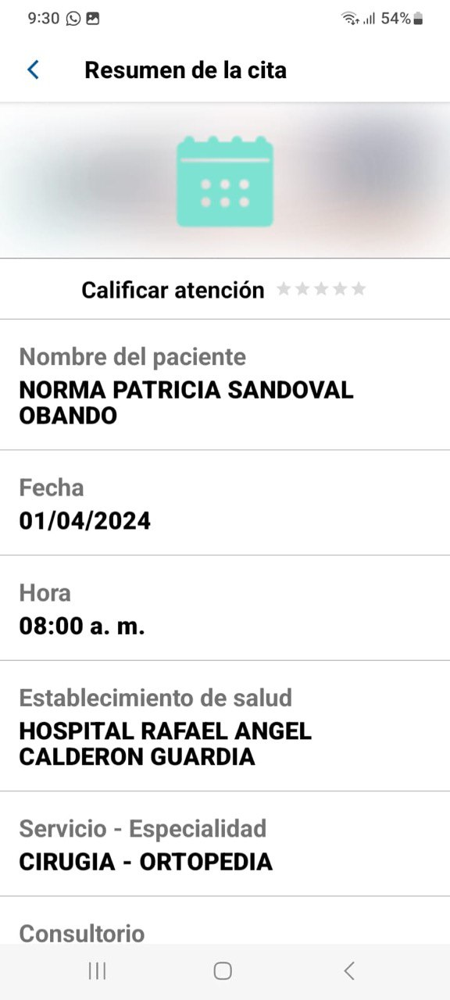 9:30
54%
Resumen de la cita
Calificar atención
Nombre del paciente
NORMA PATRICIA SANDOVAL
OBANDO
Fecha
01/04/2024
Hora
08:00 a. m.
Establecimiento de salud
HOSPITAL RAFAEL ANGEL
CALDERON GUARDIA
Servicio - Especialidad
CIRUGIA - ORTOPEDIA
Consultorio